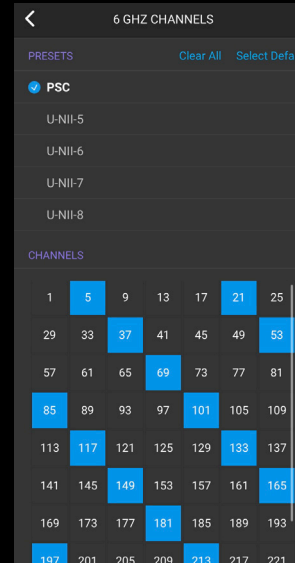 6 GHZ CHANNELS
PRESETS Clear All Select Defa
PSC
U-NII-5
U-NII-6
U-NII-7
U-NII-8
CHANNELS
1 5 9 13 17 21 25
29 33 37 41 45 49 53
57 61 65 69 73 77 81
85 89 93 97 101 105 109
113 117 121 125 129 133 137
141 145 149 153 157 161 165
169 173 177 181 185 189 193
197 201 205 209 213 217 221